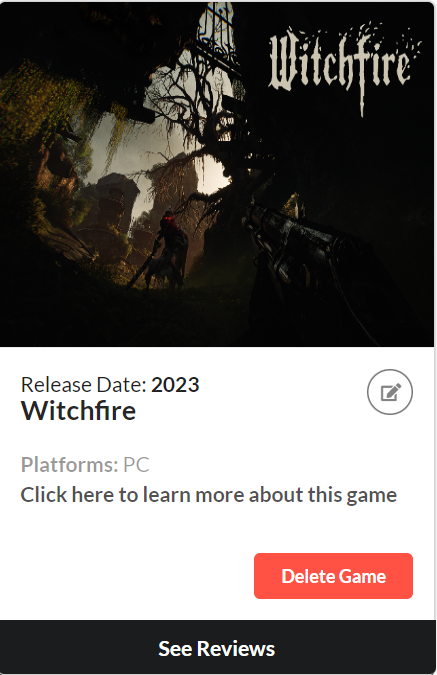 Witchfire
Release Date: 2023
Witchfire
Platforms: PC
Click here to learn more about this game
Delete Game
See Reviews